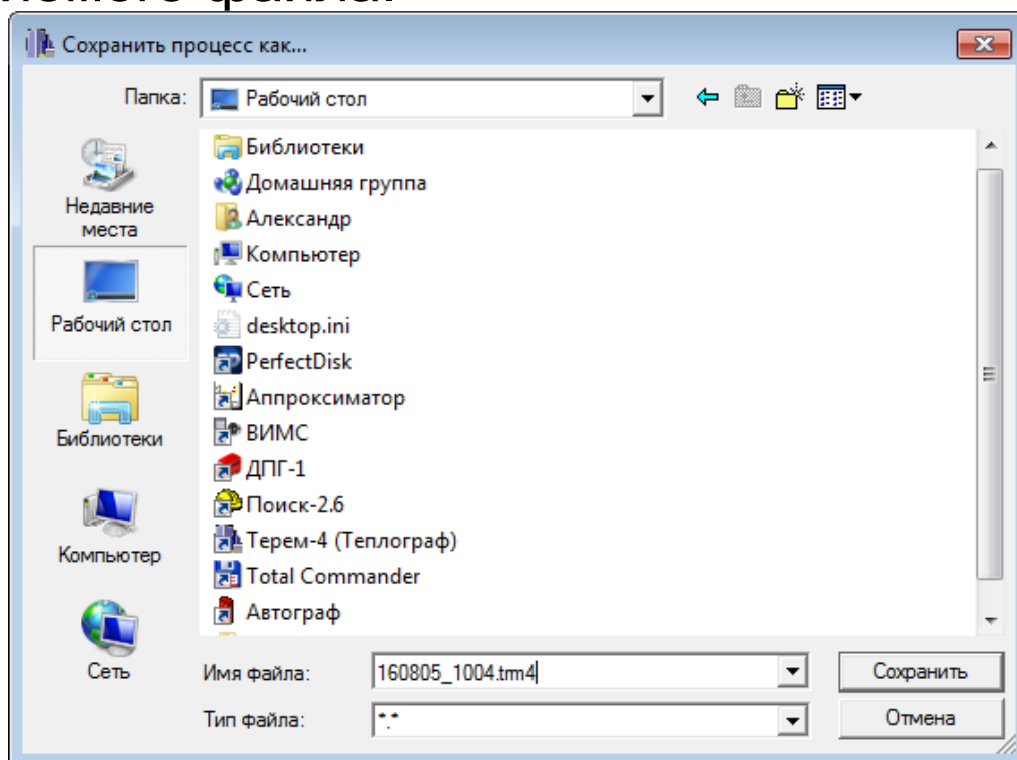 Сохранить процесс как...
Папка:
Рабочий стол
Недавние
места
Рабочий стол
Библиотеки
Компьютер
Сеть
Библиотеки
Домашняя группа
Александр
Компьютер
Сеть
desktop.ini
PerfectDisk
Аппроксиматор
ВИМС
ДПГ-1
Поиск-2.6
Терем-4 (Теплограф)
Total Commander
Автограф
Имя файла:
160805_1004.tm4
Сохранить
Тип файла:
*.*
Отмена